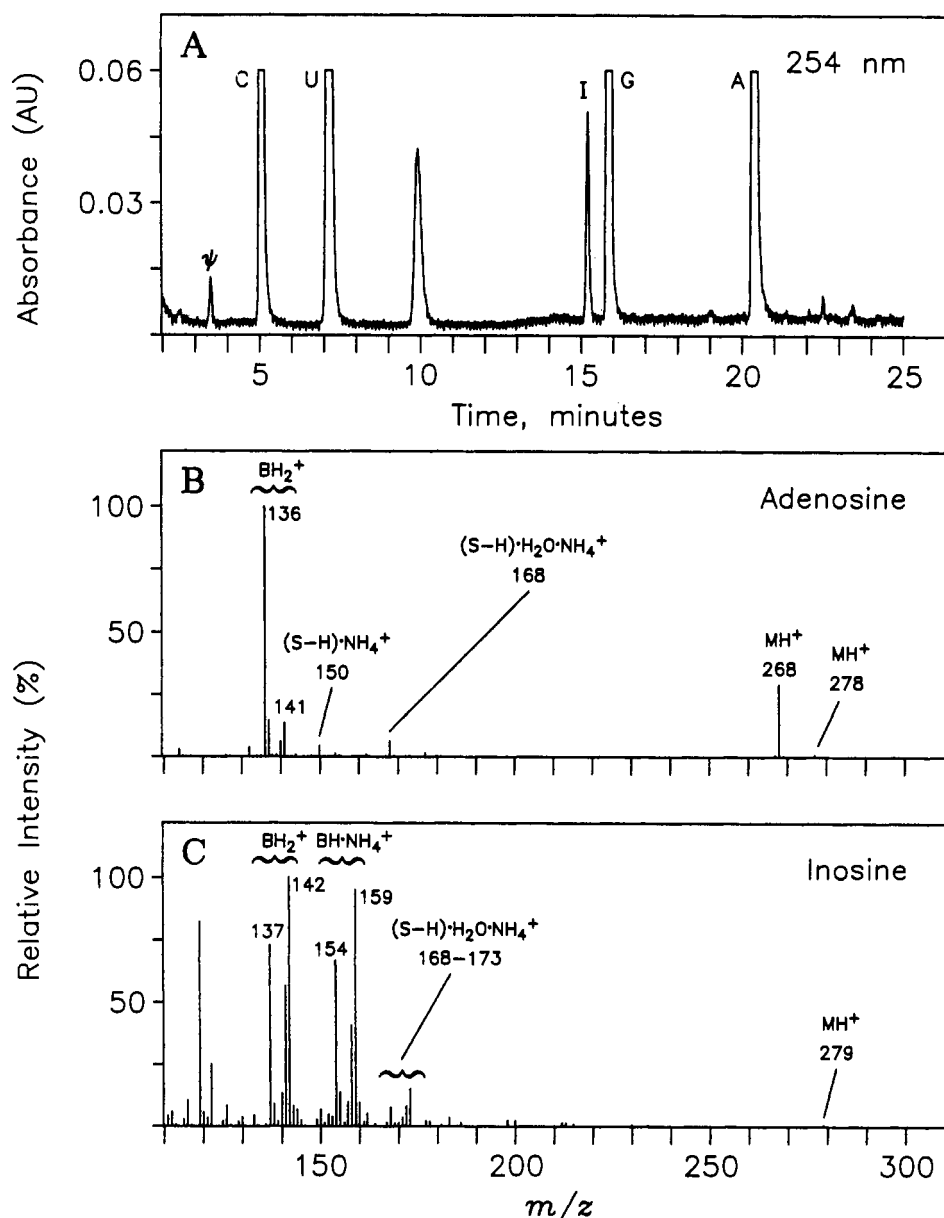 A
254 nm
Absorbance (AU)
0.06
0.03
ψ
C
U
I
G
A
5
10
15
20
25
Time, minutes
Relative Intensity (%)
B
Adenosine
100
50
BH₂⁺
136
141
(S–H)·NH₄⁺
150
(S–H)·H₂O·NH₄⁺
168
MH⁺
268
MH⁺
278
C
Inosine
100
50
BH₂⁺
BH·NH₄⁺
137
142
154
159
(S–H)·H₂O·NH₄⁺
168–173
MH⁺
279
150
200
250
300
m/z